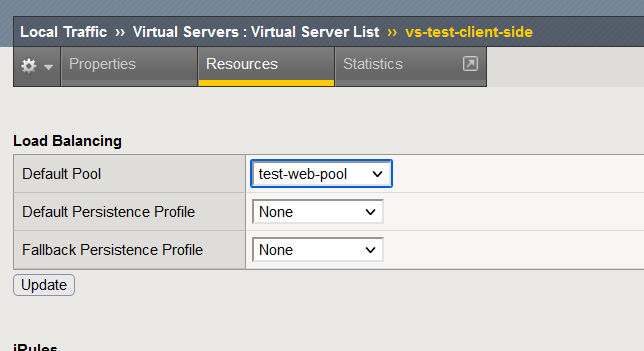 Local Traffic ›› Virtual Servers : Virtual Server List ›› vs-test-client-side
Properties Resources Statistics
Load Balancing
Default Pool test-web-pool
Default Persistence Profile None
Fallback Persistence Profile None
Update
iRules